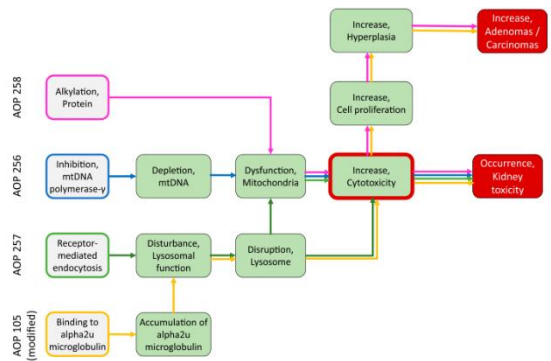 Increase,
Hyperplasia
Increase,
Adenomas /
Carcinomas
AOP 258
Alkylation,
Protein
Increase,
Cell proliferation
AOP 256
Inhibition,
mtDNA
polymerase-γ
Depletion,
mtDNA
Dysfunction,
Mitochondria
Increase,
Cytotoxicity
Occurrence,
Kidney
toxicity
AOP 257
Receptor-
mediated
endocytosis
Disturbance,
Lysosomal
function
Disruption,
Lysosome
AOP 105
(modified)
Binding to
alpha2u
microglobulin
Accumulation of
alpha2u
microglobulin